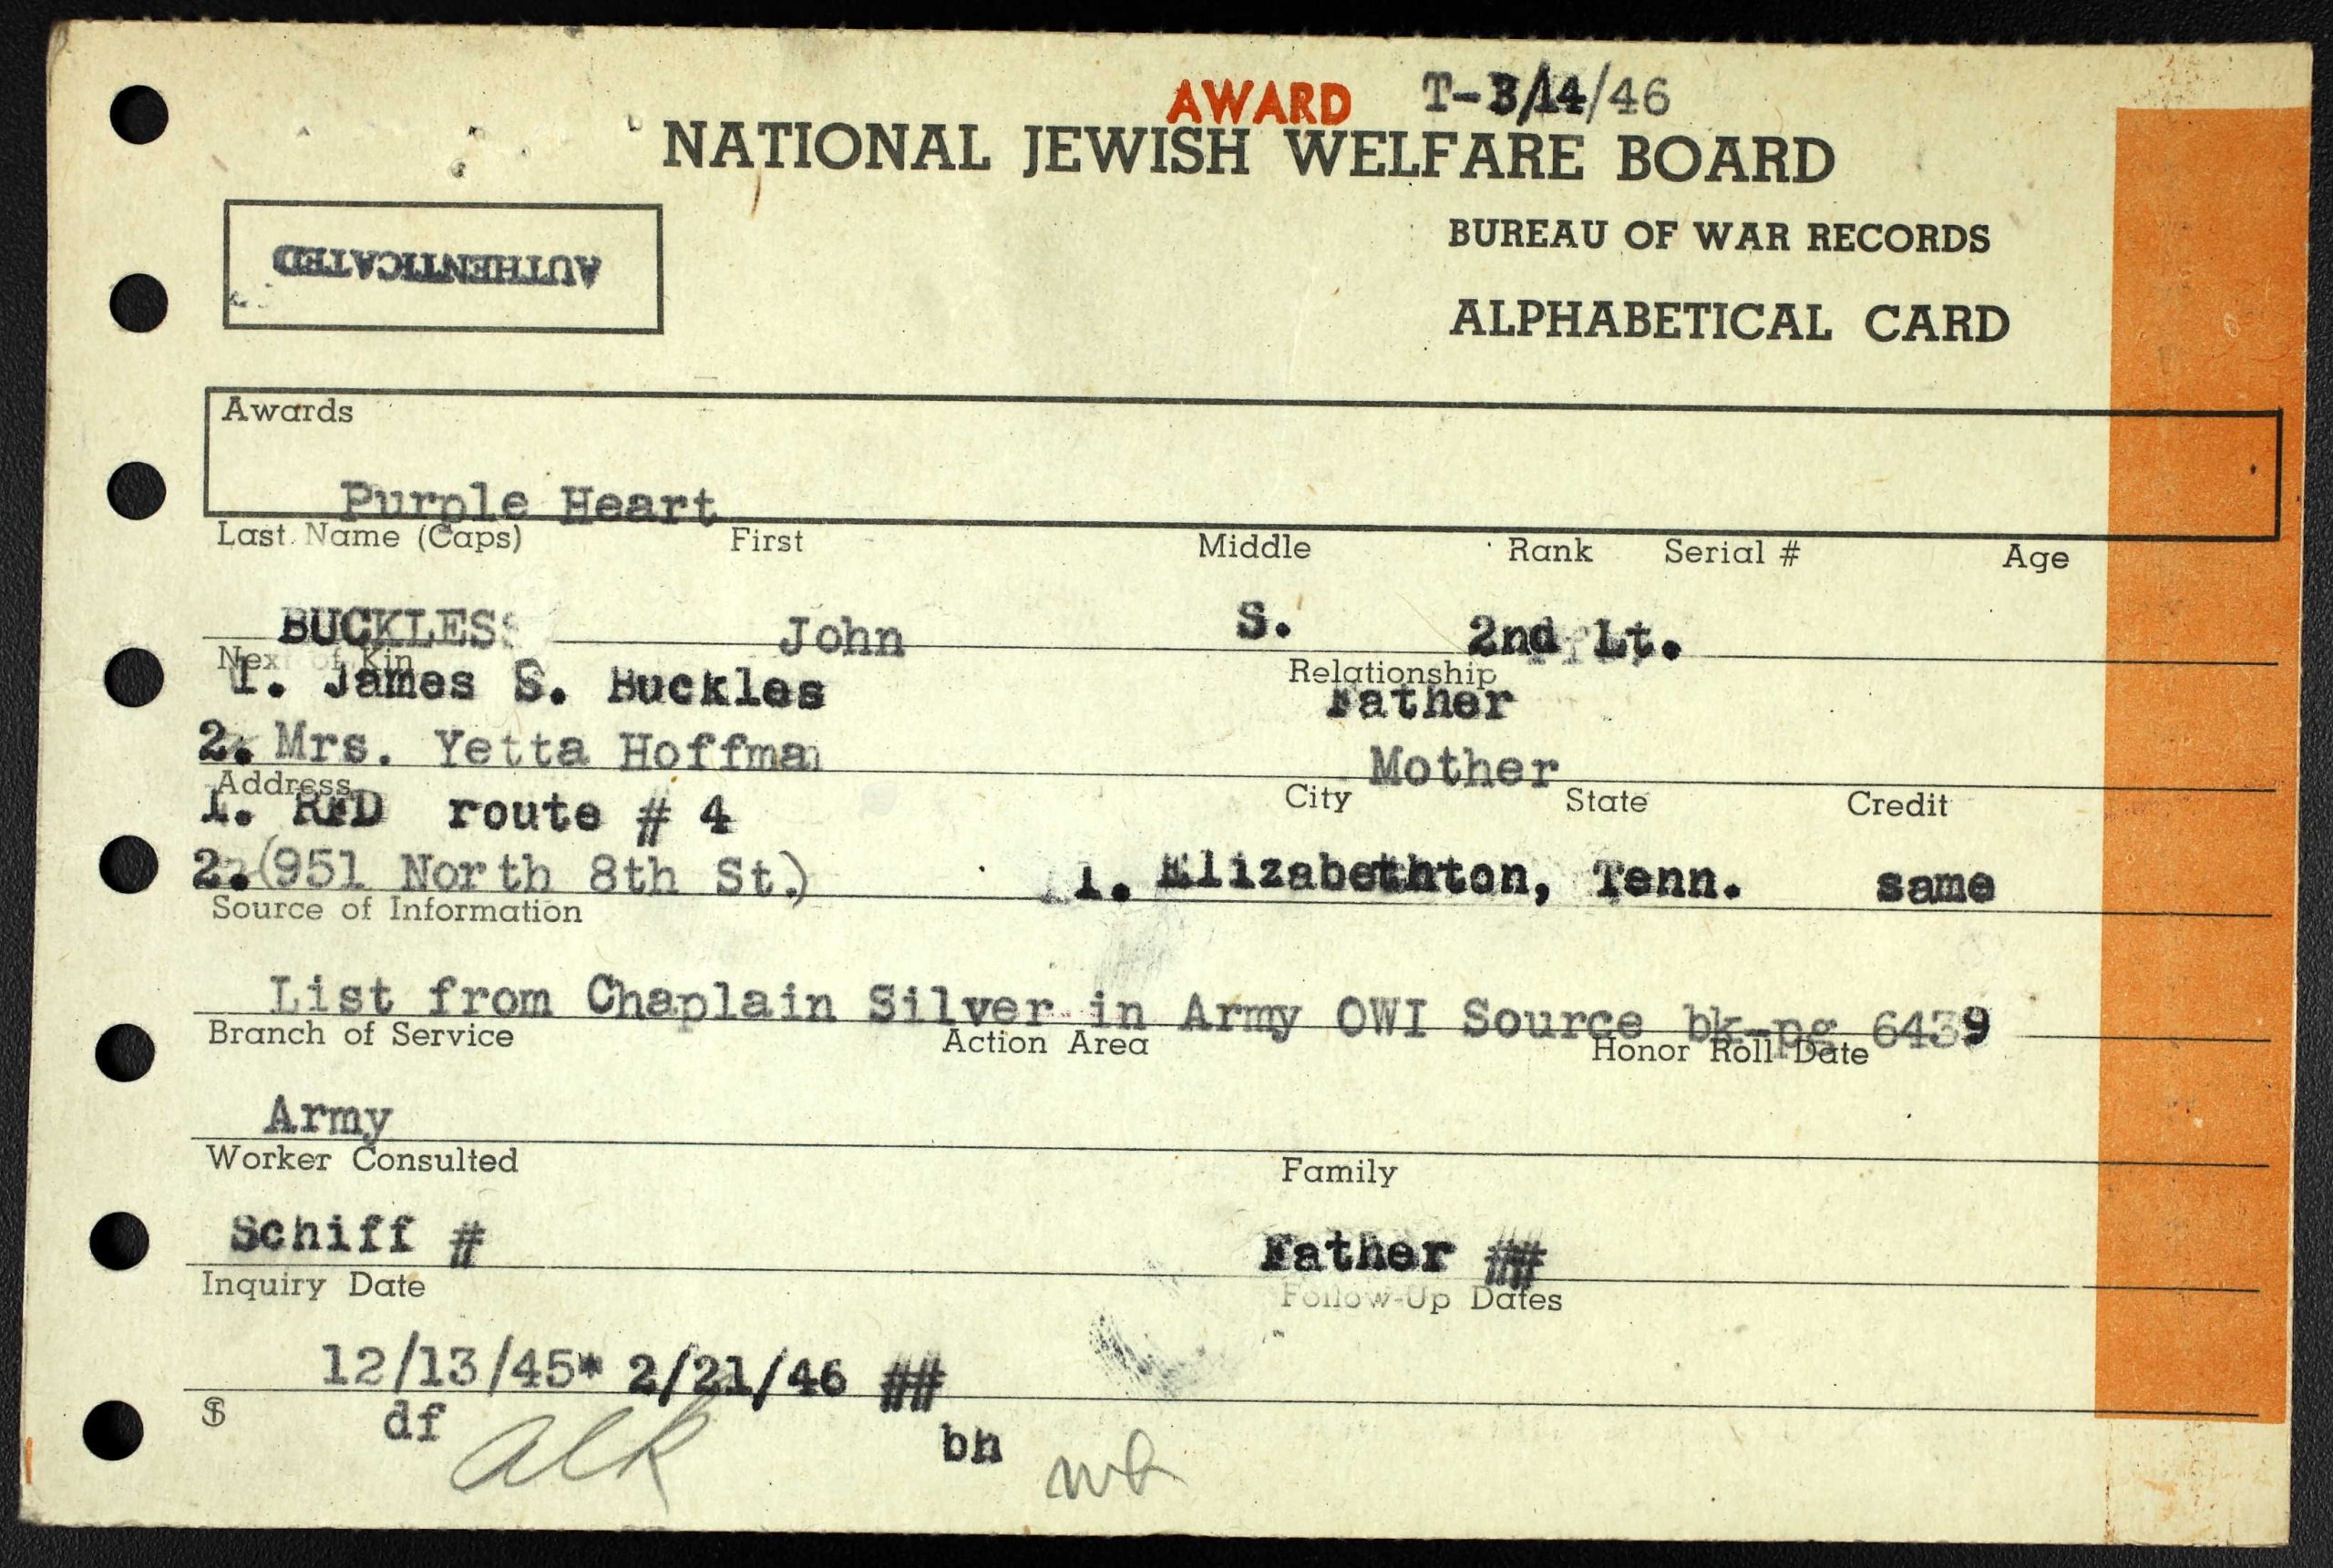 AWARD T-3/14/46
NATIONAL JEWISH WELFARE BOARD
AUTHENTICATED
BUREAU OF WAR RECORDS
ALPHABETICAL CARD
Awards
Purple Heart
Last Name (Caps) First Middle Rank Serial # Age
BUCKLES John S. 2nd Lt.
Next of Kin Relationship
1. James S. Buckles Father
2. Mrs. Yetta Hoffman Mother
Address City State Credit
1. RFD route # 4
2. (951 North 8th St.) 1. Elizabethton, Tenn. same
Source of Information
List from Chaplain Silver in Army OWI Source bk-pg 6439
Branch of Service Action Area Honor Roll Date
Army
Worker Consulted Family
Schiff # Father ##
Inquiry Date Follow-Up Dates
12/13/45* 2/21/46 ##
df alk bh